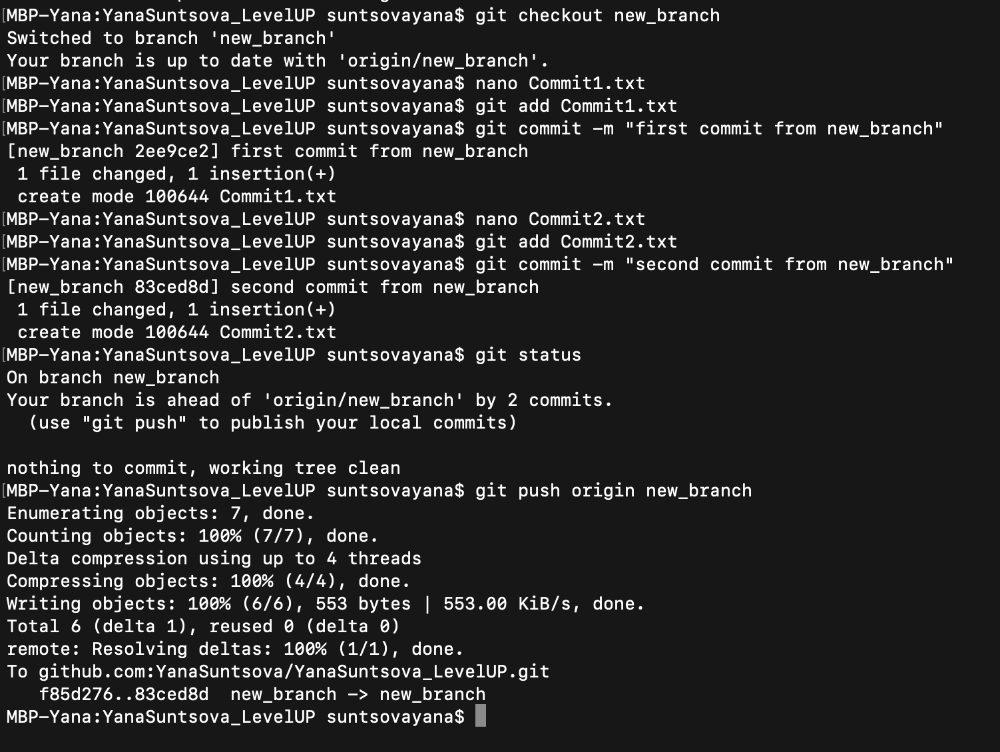 [MBP-Yana:YanaSuntsova_LevelUP suntsovayana$ git checkout new_branch
Switched to branch 'new_branch'
Your branch is up to date with 'origin/new_branch'.
[MBP-Yana:YanaSuntsova_LevelUP suntsovayana$ nano Commit1.txt
[MBP-Yana:YanaSuntsova_LevelUP suntsovayana$ git add Commit1.txt
[MBP-Yana:YanaSuntsova_LevelUP suntsovayana$ git commit -m "first commit from new_branch"
[new_branch 2ee9ce2] first commit from new_branch
 1 file changed, 1 insertion(+)
 create mode 100644 Commit1.txt
[MBP-Yana:YanaSuntsova_LevelUP suntsovayana$ nano Commit2.txt
[MBP-Yana:YanaSuntsova_LevelUP suntsovayana$ git add Commit2.txt
[MBP-Yana:YanaSuntsova_LevelUP suntsovayana$ git commit -m "second commit from new_branch"
[new_branch 83ced8d] second commit from new_branch
 1 file changed, 1 insertion(+)
 create mode 100644 Commit2.txt
[MBP-Yana:YanaSuntsova_LevelUP suntsovayana$ git status
On branch new_branch
Your branch is ahead of 'origin/new_branch' by 2 commits.
  (use "git push" to publish your local commits)

nothing to commit, working tree clean
[MBP-Yana:YanaSuntsova_LevelUP suntsovayana$ git push origin new_branch
Enumerating objects: 7, done.
Counting objects: 100% (7/7), done.
Delta compression using up to 4 threads
Compressing objects: 100% (4/4), done.
Writing objects: 100% (6/6), 553 bytes | 553.00 KiB/s, done.
Total 6 (delta 1), reused 0 (delta 0)
remote: Resolving deltas: 100% (1/1), done.
To github.com:YanaSuntsova/YanaSuntsova_LevelUP.git
   f85d276..83ced8d  new_branch -> new_branch
MBP-Yana:YanaSuntsova_LevelUP suntsovayana$